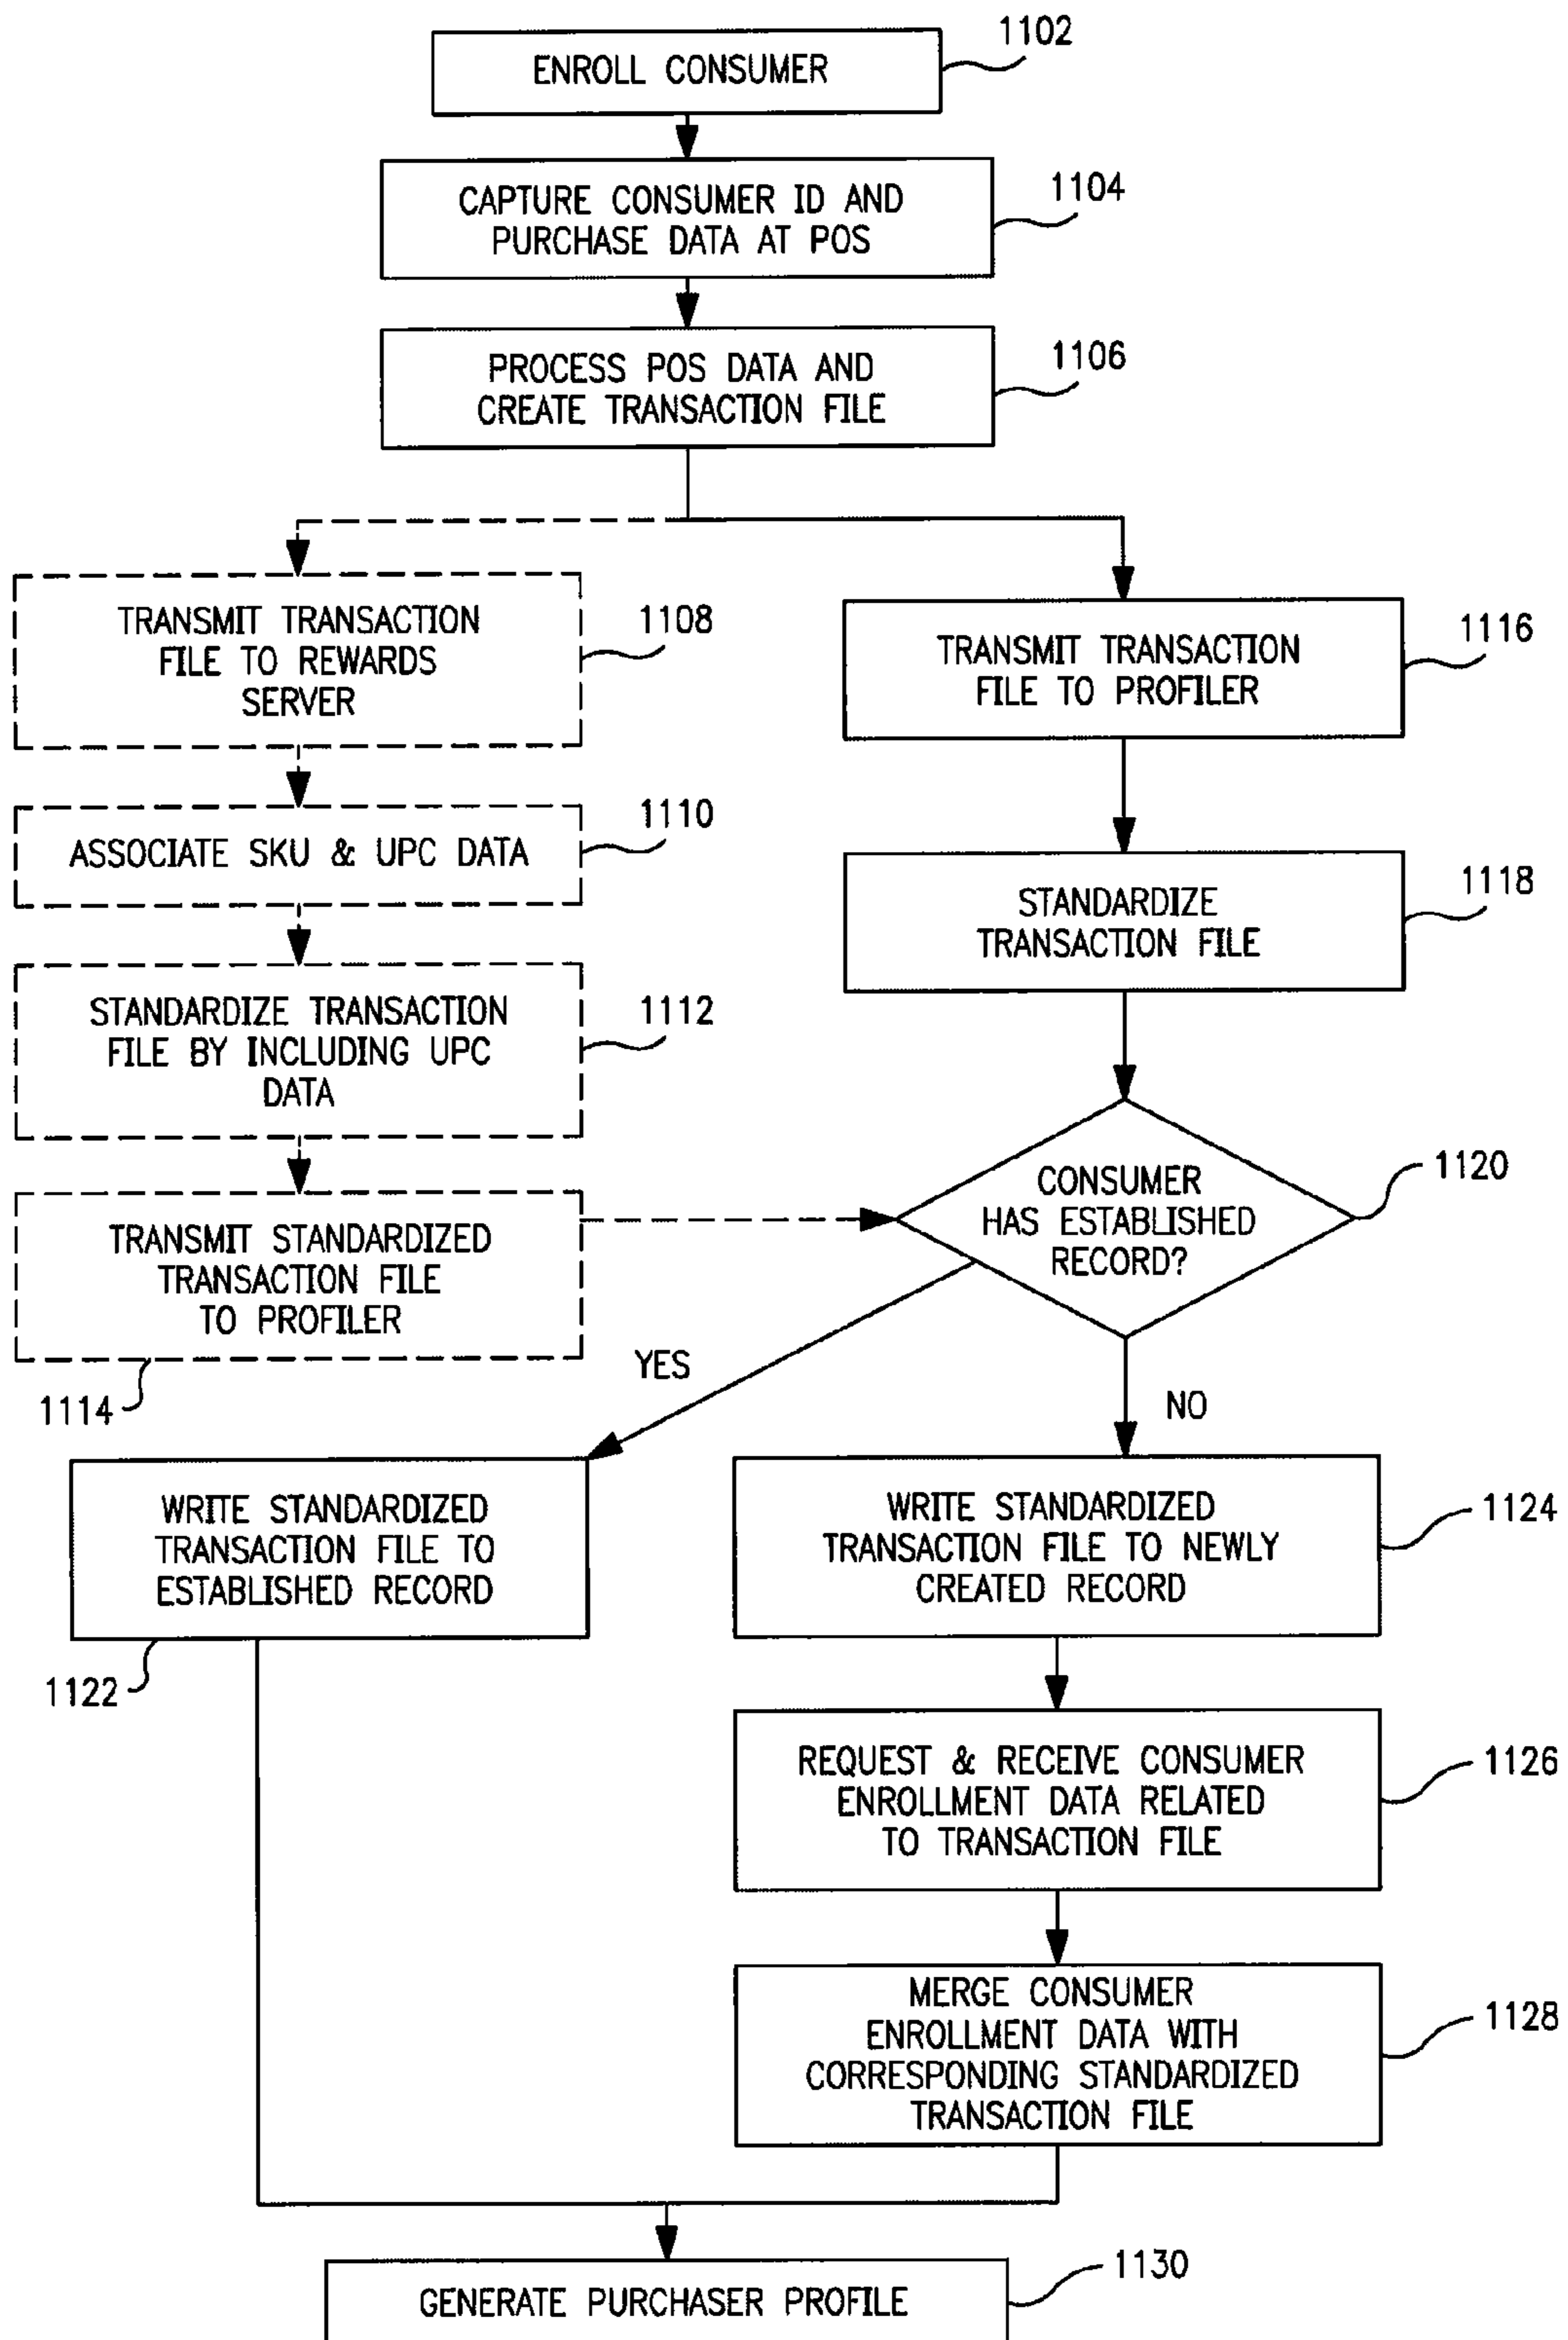 1102
ENROLL CONSUMER
1104
CAPTURE CONSUMER ID AND
PURCHASE DATA AT POS
1106
PROCESS POS DATA AND
CREATE TRANSACTION FILE
1108
TRANSMIT TRANSACTION
FILE TO REWARDS
SERVER
1110
ASSOCIATE SKU & UPC DATA
1112
STANDARDIZE TRANSACTION
FILE BY INCLUDING UPC
DATA
TRANSMIT STANDARDIZED
TRANSACTION FILE
TO PROFILER
1114
1116
TRANSMIT TRANSACTION
FILE TO PROFILER
1118
STANDARDIZE
TRANSACTION FILE
1120
CONSUMER
HAS ESTABLISHED
RECORD?
YES
NO
WRITE STANDARDIZED
TRANSACTION FILE TO
ESTABLISHED RECORD
1122
1124
WRITE STANDARDIZED
TRANSACTION FILE TO NEWLY
CREATED RECORD
1126
REQUEST & RECEIVE CONSUMER
ENROLLMENT DATA RELATED
TO TRANSACTION FILE
1128
MERGE CONSUMER
ENROLLMENT DATA WITH
CORRESPONDING STANDARDIZED
TRANSACTION FILE
1130
GENERATE PURCHASER PROFILE